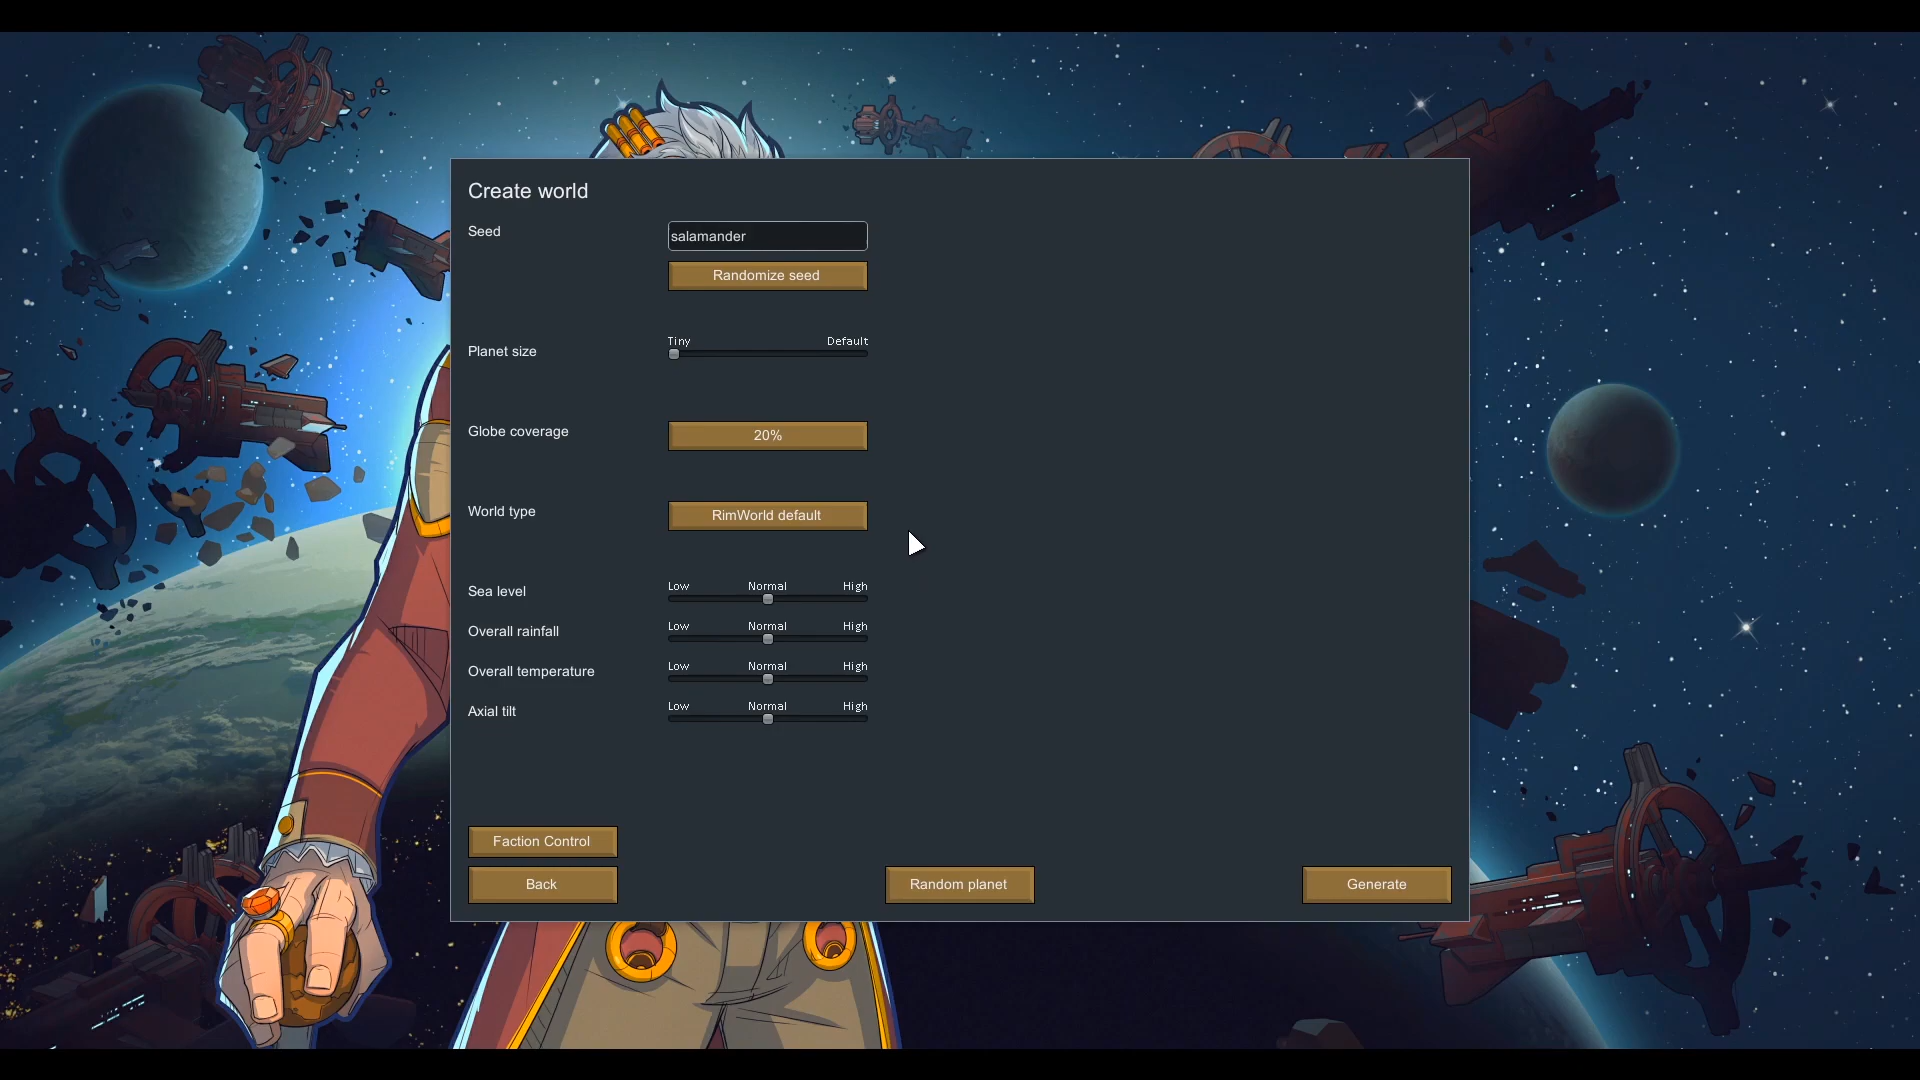 Create world
Seed
salamander
Randomize seed
Tiny Default
Planet size
Globe coverage
20%
World type
RimWorld default
Low Normal High
Sea level
Low Normal High
Overall rainfall
Low Normal High
Overall temperature
Low Normal High
Axial tilt
Faction Control
Back
Random planet
Generate